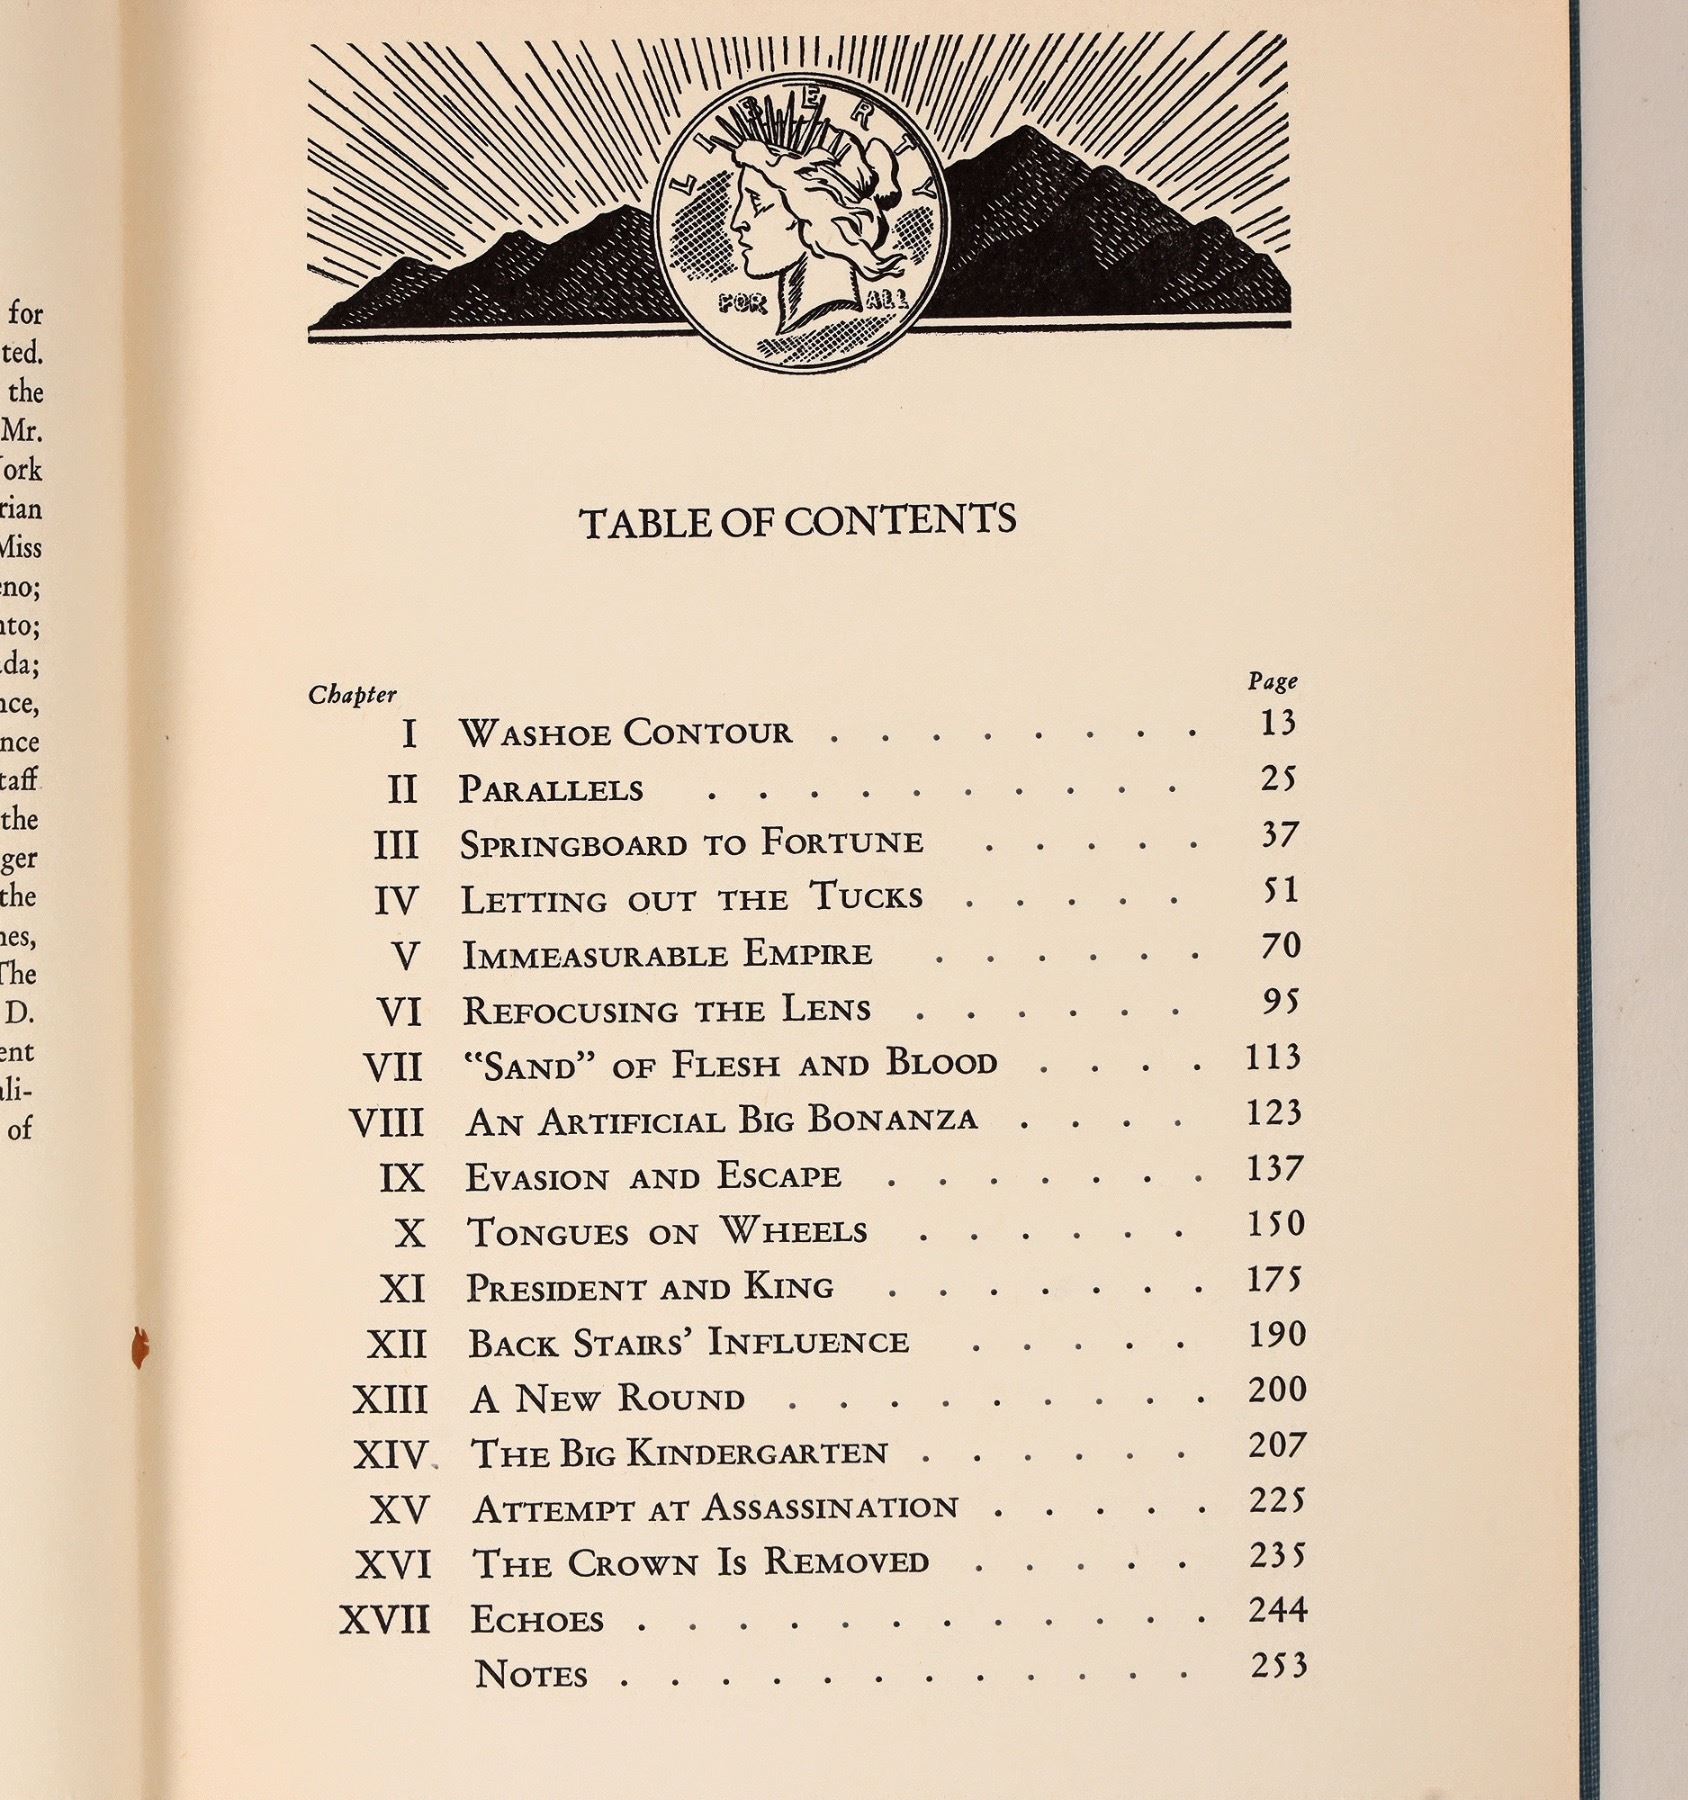 for
ted.
the
Mr.
ork
rian
Miss
eno;
nto;
ada;
nce,
nce
taff
the
ger
the
nes,
The
D.
ent
ali-
of
LIBERTY
FOR ALL
TABLE OF CONTENTS
Chapter Page
I WASHOE CONTOUR . . . . . . . . 13
II PARALLELS . . . . . . . . . . 25
III SPRINGBOARD TO FORTUNE . . . . . 37
IV LETTING OUT THE TUCKS . . . . . 51
V IMMEASURABLE EMPIRE . . . . . . 70
VI REFOCUSING THE LENS . . . . . . 95
VII “SAND” OF FLESH AND BLOOD . . . . 113
VIII AN ARTIFICIAL BIG BONANZA . . . . 123
IX EVASION AND ESCAPE . . . . . . . 137
X TONGUES ON WHEELS . . . . . . 150
XI PRESIDENT AND KING . . . . . . . 175
XII BACK STAIRS’ INFLUENCE . . . . . 190
XIII A NEW ROUND . . . . . . . . . 200
XIV THE BIG KINDERGARTEN . . . . . . 207
XV ATTEMPT AT ASSASSINATION . . . . . 225
XVI THE CROWN IS REMOVED . . . . . 235
XVII ECHOES . . . . . . . . . . . . 244
NOTES . . . . . . . . . . . . 253